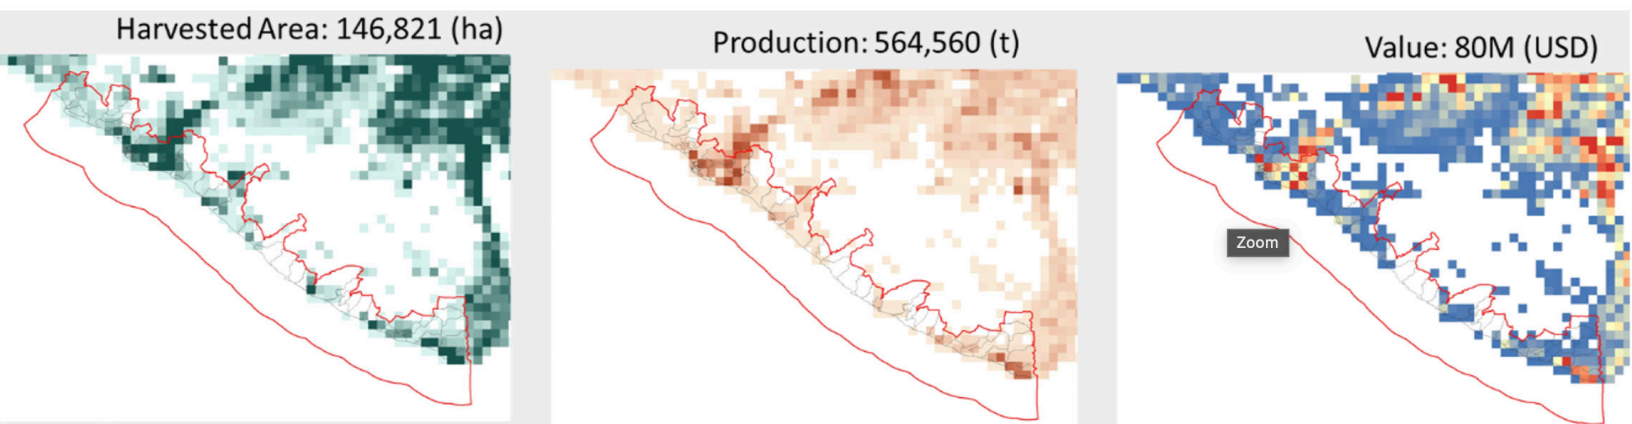 Harvested Area: 146,821 (ha)
Production: 564,560 (t)
Value: 80M (USD)
Zoom